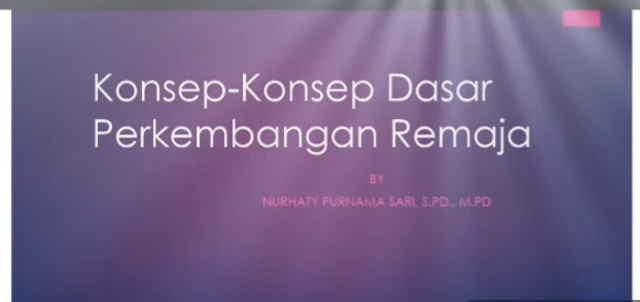 Konsep-Konsep Dasar
Perkembangan Remaja
BY
NURHATY PURNAMA SARI, S.PD., M.PD